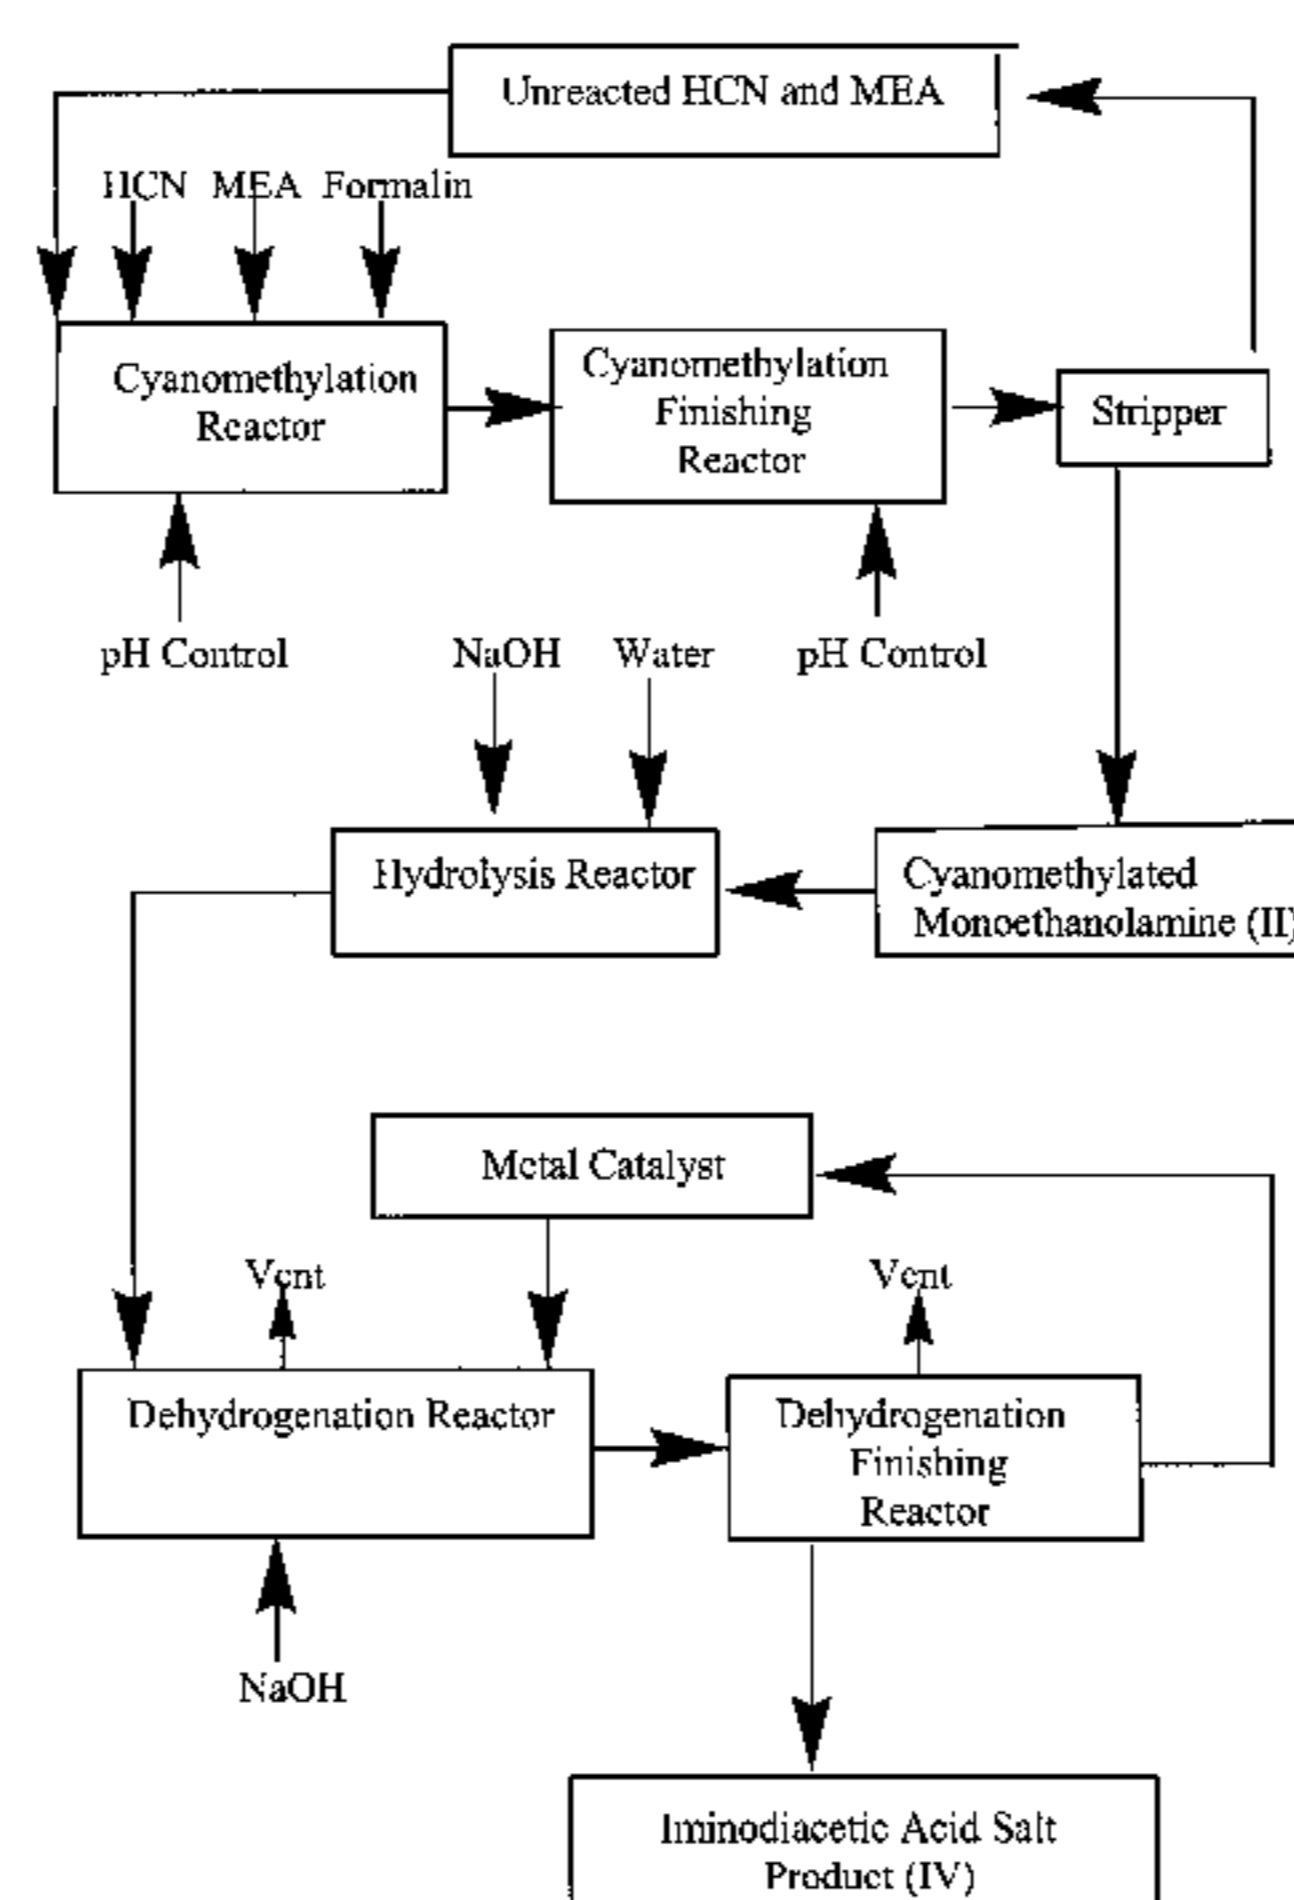 Unreacted HCN and MEA
HCN MEA Formalin
Cyanomethylation
Reactor
Cyanomethylation
Finishing
Reactor
Stripper
pH Control
NaOH
Water
pH Control
Hydrolysis Reactor
Cyanomethylated
Monoethanolamine (II)
Metal Catalyst
Vent
Vent
Dehydrogenation Reactor
Dehydrogenation
Finishing
Reactor
NaOH
Iminodiacetic Acid Salt
Product (IV)